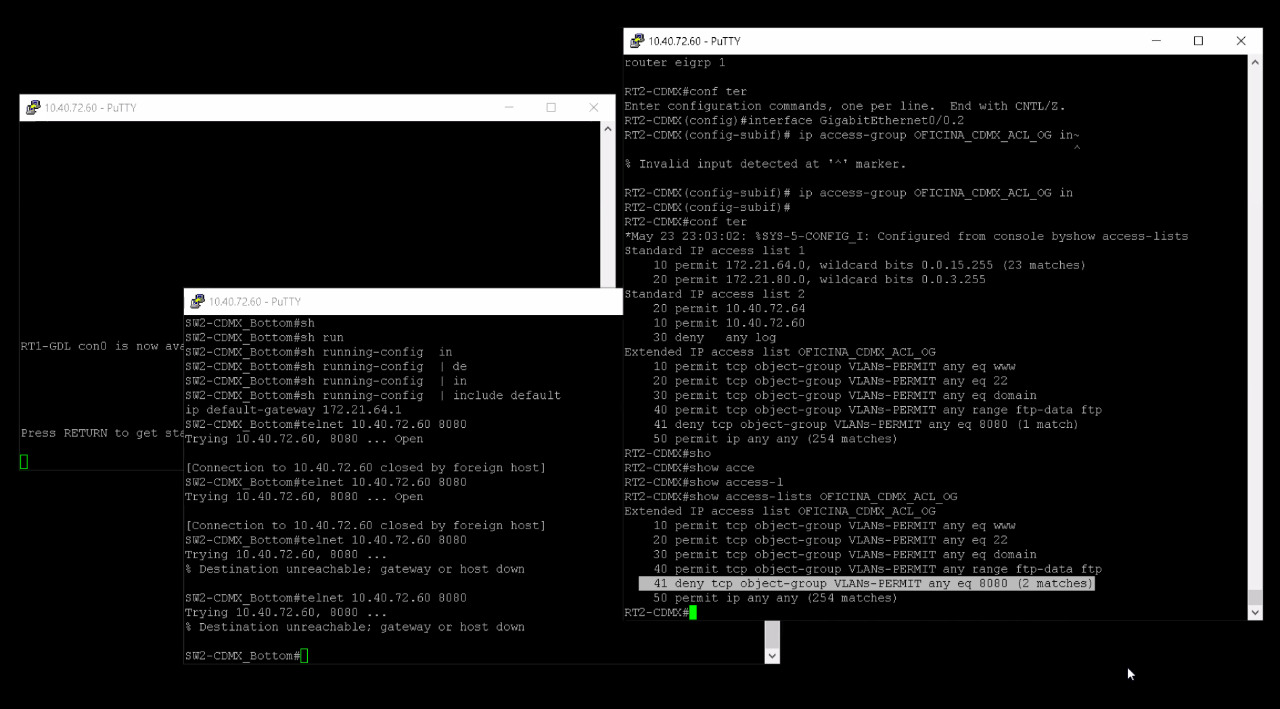 10.40.72.60 - PuTTY
RT1-GDL con0 is now ava
Press RETURN to get sta
10.40.72.60 - PuTTY
SW2-CDMX_Bottom#sh
SW2-CDMX_Bottom#sh run
SW2-CDMX_Bottom#sh running-config  in
SW2-CDMX_Bottom#sh running-config  | de
SW2-CDMX_Bottom#sh running-config  | in
SW2-CDMX_Bottom#sh running-config  | include default
ip default-gateway 172.21.64.1
SW2-CDMX_Bottom#telnet 10.40.72.60 8080
Trying 10.40.72.60, 8080 ... Open
[Connection to 10.40.72.60 closed by foreign host]
SW2-CDMX_Bottom#telnet 10.40.72.60 8080
Trying 10.40.72.60, 8080 ... Open
[Connection to 10.40.72.60 closed by foreign host]
SW2-CDMX_Bottom#telnet 10.40.72.60 8080
Trying 10.40.72.60, 8080 ...
% Destination unreachable; gateway or host down
SW2-CDMX_Bottom#telnet 10.40.72.60 8080
Trying 10.40.72.60, 8080 ...
% Destination unreachable; gateway or host down
SW2-CDMX_Bottom#
10.40.72.60 - PuTTY
router eigrp 1
RT2-CDMX#conf ter
Enter configuration commands, one per line.  End with CNTL/Z.
RT2-CDMX(config)#interface GigabitEthernet0/0.2
RT2-CDMX(config-subif)# ip access-group OFICINA_CDMX_ACL_OG in~
^
% Invalid input detected at '^' marker.
RT2-CDMX(config-subif)# ip access-group OFICINA_CDMX_ACL_OG in
RT2-CDMX(config-subif)#
RT2-CDMX#conf ter
*May 23 23:03:02: %SYS-5-CONFIG_I: Configured from console byshow access-lists
Standard IP access list 1
10 permit 172.21.64.0, wildcard bits 0.0.15.255 (23 matches)
20 permit 172.21.80.0, wildcard bits 0.0.3.255
Standard IP access list 2
20 permit 10.40.72.64
10 permit 10.40.72.60
30 deny   any log
Extended IP access list OFICINA_CDMX_ACL_OG
10 permit tcp object-group VLANs-PERMIT any eq www
20 permit tcp object-group VLANs-PERMIT any eq 22
30 permit tcp object-group VLANs-PERMIT any eq domain
40 permit tcp object-group VLANs-PERMIT any range ftp-data ftp
41 deny tcp object-group VLANs-PERMIT any eq 8080 (1 match)
50 permit ip any any (254 matches)
RT2-CDMX#sho
RT2-CDMX#show acce
RT2-CDMX#show access-l
RT2-CDMX#show access-lists OFICINA_CDMX_ACL_OG
Extended IP access list OFICINA_CDMX_ACL_OG
10 permit tcp object-group VLANs-PERMIT any eq www
20 permit tcp object-group VLANs-PERMIT any eq 22
30 permit tcp object-group VLANs-PERMIT any eq domain
40 permit tcp object-group VLANs-PERMIT any range ftp-data ftp
41 deny tcp object-group VLANs-PERMIT any eq 8080 (2 matches)
50 permit ip any any (254 matches)
RT2-CDMX#